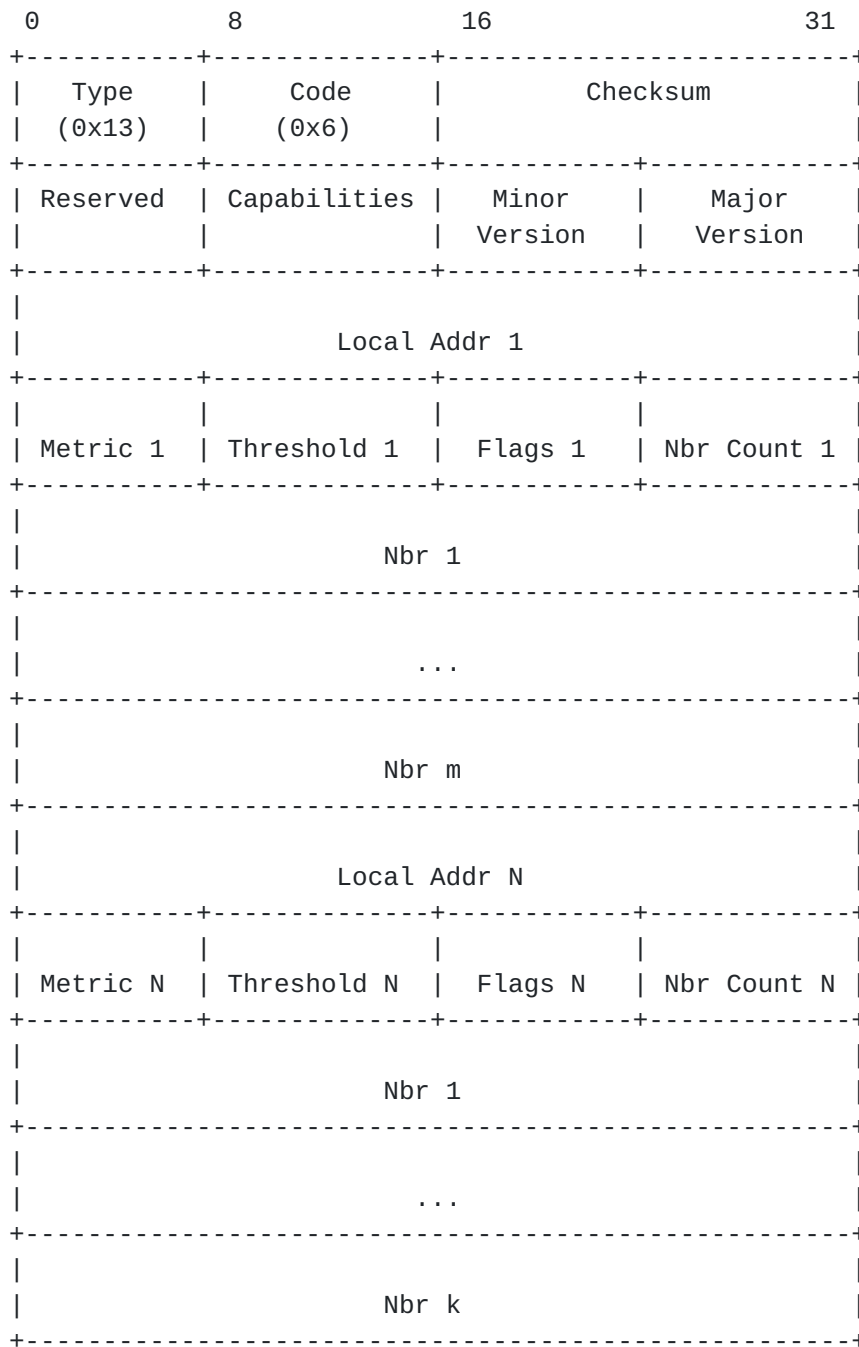 0            8               16                    31
+-----------+--------------+--------------------------+
|   Type    |     Code     |         Checksum         |
|  (0x13)   |    (0x6)     |                          |
+-----------+--------------+------------+-------------+
| Reserved  | Capabilities |   Minor    |    Major    |
|           |              |  Version   |   Version   |
+-----------+--------------+------------+-------------+
|                                                     |
|                    Local Addr 1                     |
+-----------+--------------+------------+-------------+
|           |              |            |             |
| Metric 1  | Threshold 1  |  Flags 1   | Nbr Count 1 |
+-----------+--------------+------------+-------------+
|                                                     |
|                       Nbr 1                         |
+-----------------------------------------------------+
|                                                     |
|                         ...                         |
+-----------------------------------------------------+
|                                                     |
|                       Nbr m                         |
+-----------------------------------------------------+
|                                                     |
|                    Local Addr N                     |
+-----------+--------------+------------+-------------+
|           |              |            |             |
| Metric N  | Threshold N  |  Flags N   | Nbr Count N |
+-----------+--------------+------------+-------------+
|                                                     |
|                       Nbr 1                         |
+-----------------------------------------------------+
|                                                     |
|                         ...                         |
+-----------------------------------------------------+
|                                                     |
|                       Nbr k                         |
+-----------------------------------------------------+